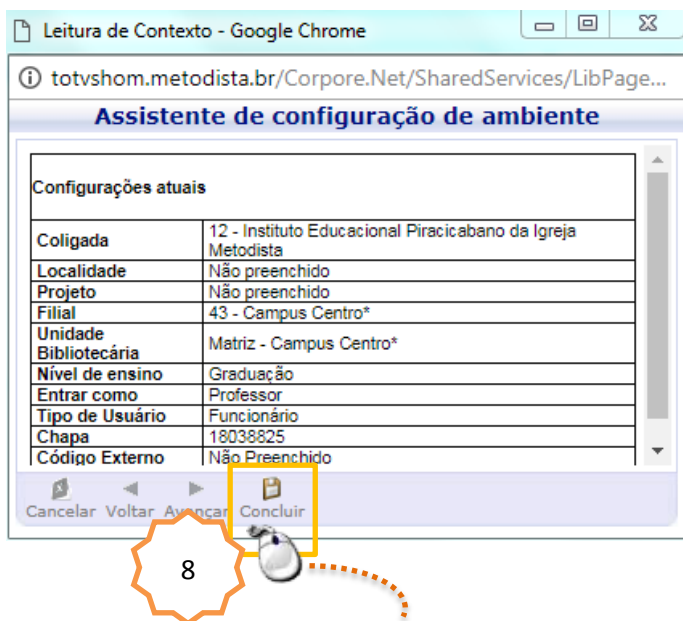 Leitura de Contexto - Google Chrome
totvshom.metodista.br/Corpore.Net/SharedServices/LibPage...
Assistente de configuração de ambiente
Configurações atuais
Coligada 12 - Instituto Educacional Piracicabano da Igreja
Metodista
Localidade Não preenchido
Projeto Não preenchido
Filial 43 - Campus Centro*
Unidade
Bibliotecária Matriz - Campus Centro*
Nível de ensino Graduação
Entrar como Professor
Tipo de Usuário Funcionário
Chapa 18038825
Código Externo Não Preenchido
Cancelar Voltar Avançar Concluir
8